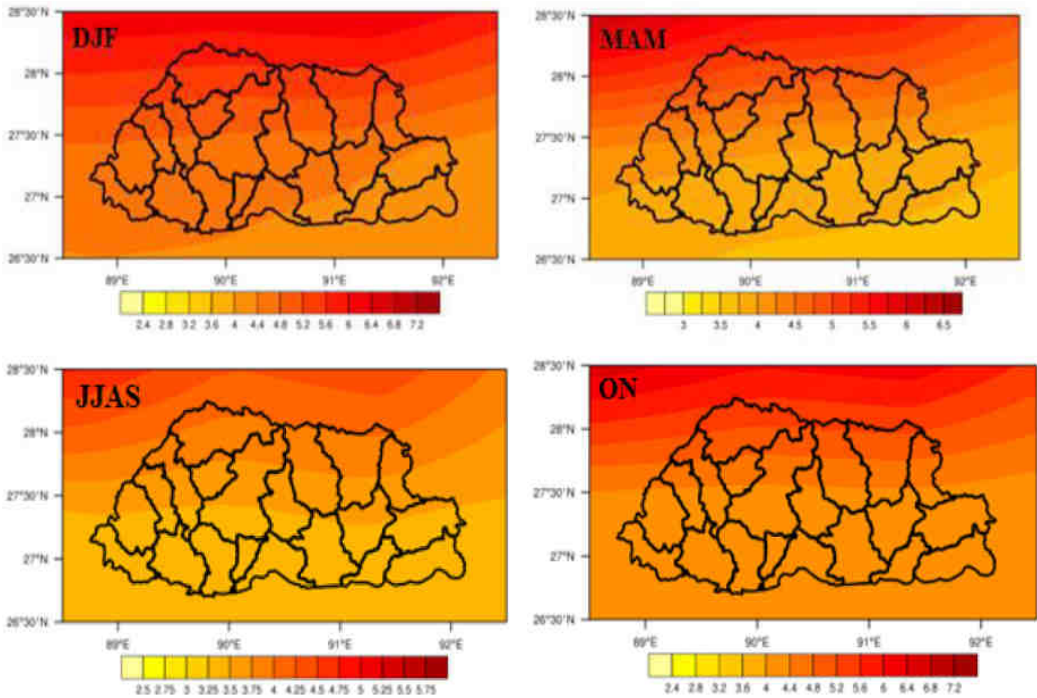 DJF
28°30'N
28°N
27°30'N
27°N
26°30'N
89°E 90°E 91°E 92°E
2.4 2.8 3.2 3.6 4 4.4 4.8 5.2 5.6 6 6.4 6.8 7.2
MAM
28°30'N
28°N
27°30'N
27°N
26°30'N
89°E 90°E 91°E 92°E
3 3.5 4 4.5 5 5.5 6 6.5
JJAS
28°30'N
28°N
27°30'N
27°N
26°30'N
89°E 90°E 91°E 92°E
2.5 2.75 3 3.25 3.5 3.75 4 4.25 4.5 4.75 5 5.25 5.5 5.75
ON
28°30'N
28°N
27°30'N
27°N
26°30'N
89°E 90°E 91°E 92°E
2.4 2.8 3.2 3.6 4 4.4 4.8 5.2 5.6 6 6.4 6.8 7.2